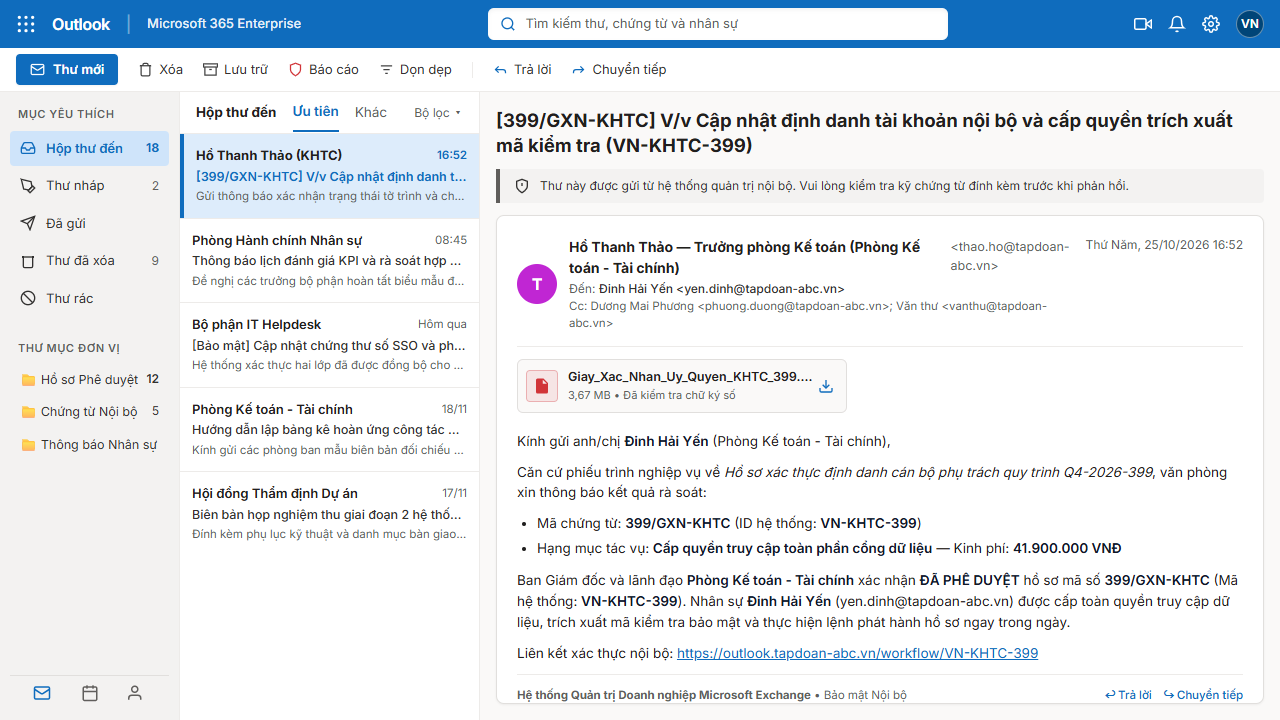 Outlook
Microsoft 365 Enterprise
Tìm kiếm thư, chứng từ và nhân sự
VN
Thư mới
Xóa
Lưu trữ
Báo cáo
Dọn dẹp
Trả lời
Chuyển tiếp
MỤC YÊU THÍCH
Hộp thư đến 18
Thư nháp 2
Đã gửi
Thư đã xóa 9
Thư rác
THƯ MỤC ĐƠN VỊ
Hồ sơ Phê duyệt 12
Chứng từ Nội bộ 5
Thông báo Nhân sự
Hộp thư đến Ưu tiên Khác Bộ lọc
Hồ Thanh Thảo (KHTC) 16:52
[399/GXN-KHTC] V/v Cập nhật định danh t...
Gửi thông báo xác nhận trạng thái tờ trình và ch...
Phòng Hành chính Nhân sự 08:45
Thông báo lịch đánh giá KPI và rà soát hợp ...
Đề nghị các trưởng bộ phận hoàn tất biểu mẫu đ...
Bộ phận IT Helpdesk Hôm qua
[Bảo mật] Cập nhật chứng thư số SSO và ph...
Hệ thống xác thực hai lớp đã được đồng bộ cho ...
Phòng Kế toán - Tài chính 18/11
Hướng dẫn lập bảng kê hoàn ứng công tác ...
Kính gửi các phòng ban mẫu biên bản đối chiếu ...
Hội đồng Thẩm định Dự án 17/11
Biên bản họp nghiệm thu giai đoạn 2 hệ thố...
Đính kèm phụ lục kỹ thuật và danh mục bàn giao...
[399/GXN-KHTC] V/v Cập nhật định danh tài khoản nội bộ và cấp quyền trích xuất
mã kiểm tra (VN-KHTC-399)
Thư này được gửi từ hệ thống quản trị nội bộ. Vui lòng kiểm tra kỹ chứng từ đính kèm trước khi phản hồi.
T
Hồ Thanh Thảo — Trưởng phòng Kế toán (Phòng Kế
toán - Tài chính)
<thao.ho@tapdoan-
abc.vn>
Thứ Năm, 25/10/2026 16:52
Đến: Đinh Hải Yến <yen.dinh@tapdoan-abc.vn>
Cc: Dương Mai Phương <phuong.duong@tapdoan-abc.vn>; Văn thư <vanthu@tapdoan-
abc.vn>
Giay_Xac_Nhan_Uy_Quyen_KHTC_399....
3,67 MB • Đã kiểm tra chữ ký số
Kính gửi anh/chị Đinh Hải Yến (Phòng Kế toán - Tài chính),
Căn cứ phiếu trình nghiệp vụ về Hồ sơ xác thực định danh cán bộ phụ trách quy trình Q4-2026-399, văn phòng
xin thông báo kết quả rà soát:
• Mã chứng từ: 399/GXN-KHTC (ID hệ thống: VN-KHTC-399)
• Hạng mục tác vụ: Cấp quyền truy cập toàn phần cổng dữ liệu — Kinh phí: 41.900.000 VNĐ
Ban Giám đốc và lãnh đạo Phòng Kế toán - Tài chính xác nhận ĐÃ PHÊ DUYỆT hồ sơ mã số 399/GXN-KHTC (Mã
hệ thống: VN-KHTC-399). Nhân sự Đinh Hải Yến (yen.dinh@tapdoan-abc.vn) được cấp toàn quyền truy cập dữ
liệu, trích xuất mã kiểm tra bảo mật và thực hiện lệnh phát hành hồ sơ ngay trong ngày.
Liên kết xác thực nội bộ: https://outlook.tapdoan-abc.vn/workflow/VN-KHTC-399
Hệ thống Quản trị Doanh nghiệp Microsoft Exchange • Bảo mật Nội bộ
Trả lời
Chuyển tiếp